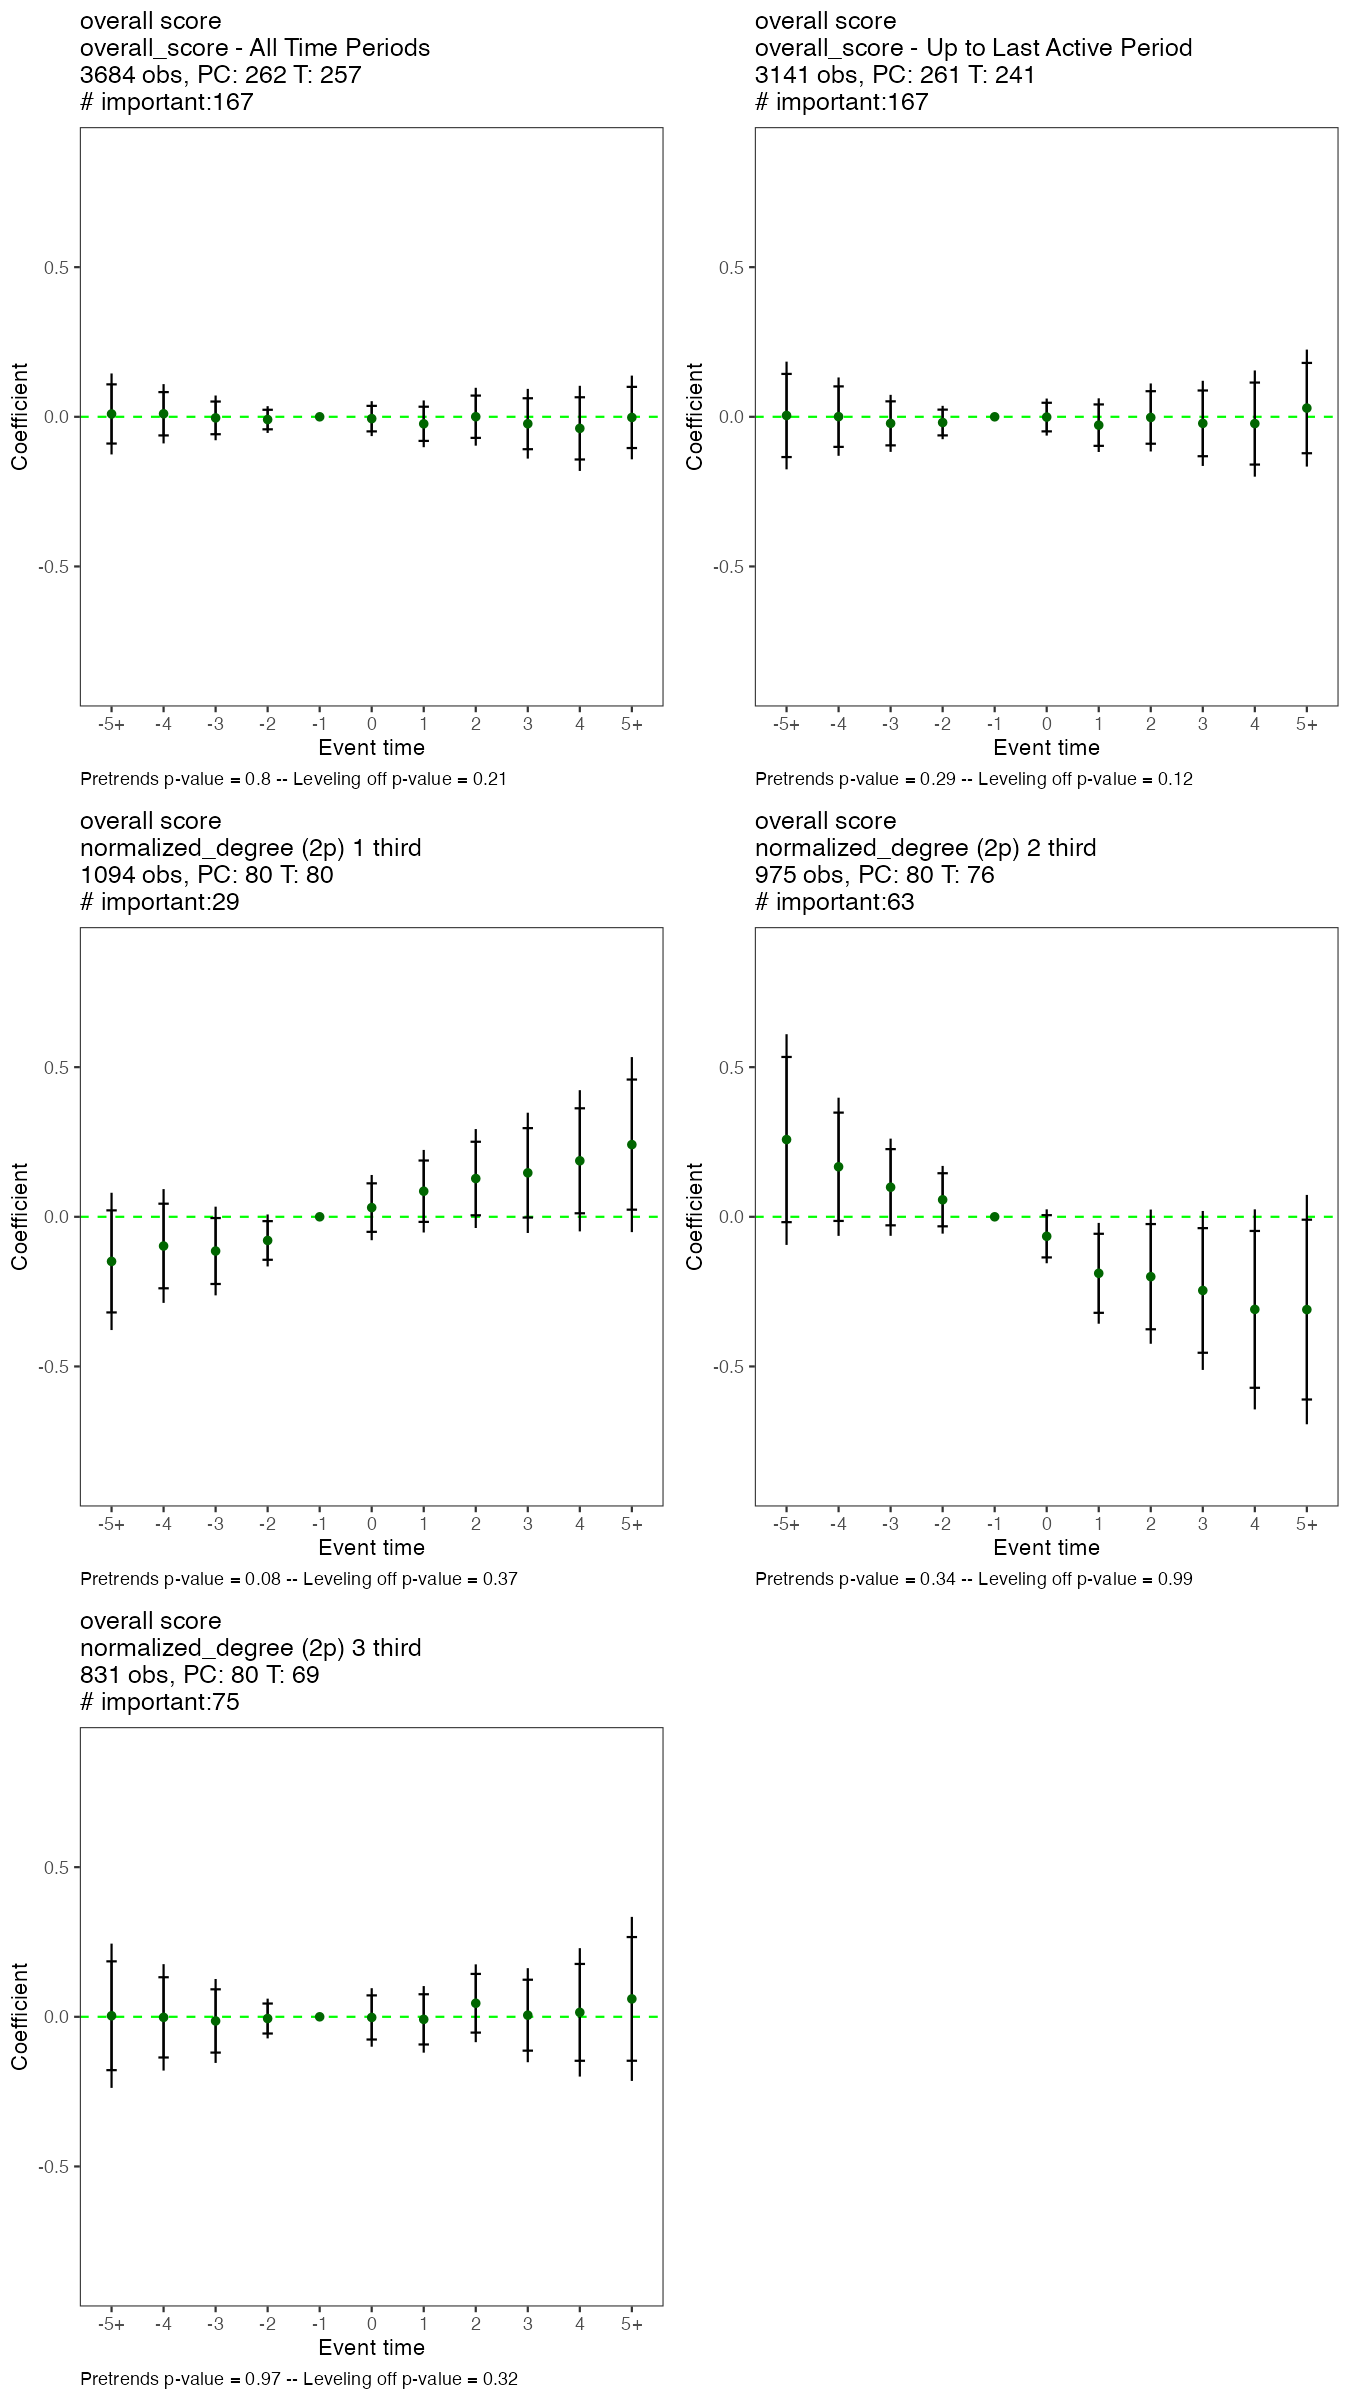 overall score
overall_score - All Time Periods
3684 obs, PC: 262 T: 257
# important:167
0.5
0.0
-0.5
Coefficient
-5+ -4 -3 -2 -1 0 1 2 3 4 5+
Event time
Pretrends p-value = 0.8 -- Leveling off p-value = 0.21
overall score
overall_score - Up to Last Active Period
3141 obs, PC: 261 T: 241
# important:167
0.5
0.0
-0.5
Coefficient
-5+ -4 -3 -2 -1 0 1 2 3 4 5+
Event time
Pretrends p-value = 0.29 -- Leveling off p-value = 0.12
overall score
normalized_degree (2p) 1 third
1094 obs, PC: 80 T: 80
# important:29
0.5
0.0
-0.5
Coefficient
-5+ -4 -3 -2 -1 0 1 2 3 4 5+
Event time
Pretrends p-value = 0.08 -- Leveling off p-value = 0.37
overall score
normalized_degree (2p) 2 third
975 obs, PC: 80 T: 76
# important:63
0.5
0.0
-0.5
Coefficient
-5+ -4 -3 -2 -1 0 1 2 3 4 5+
Event time
Pretrends p-value = 0.34 -- Leveling off p-value = 0.99
overall score
normalized_degree (2p) 3 third
831 obs, PC: 80 T: 69
# important:75
0.5
0.0
-0.5
Coefficient
-5+ -4 -3 -2 -1 0 1 2 3 4 5+
Event time
Pretrends p-value = 0.97 -- Leveling off p-value = 0.32